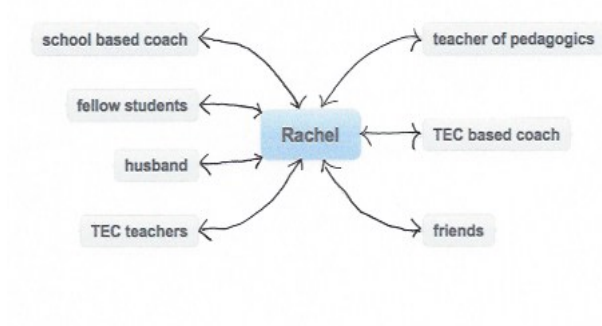 school based coach
teacher of pedagogics
fellow students
Rachel
TEC based coach
husband
TEC teachers
friends